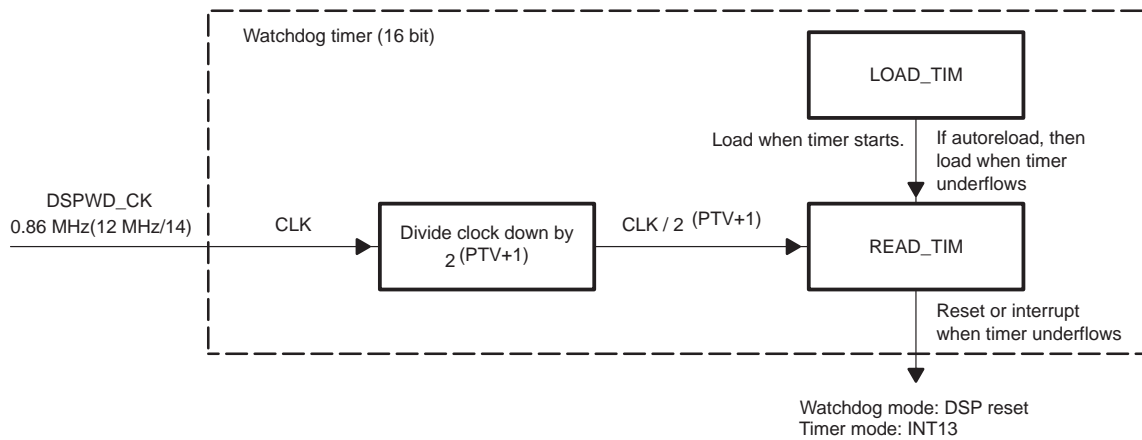 Watchdog timer (16 bit)
LOAD_TIM
Load when timer starts.
If autoreload, then
load when timer
underflows
DSPWD_CK
0.86 MHz(12 MHz/14)
CLK
Divide clock down by
2 (PTV+1)
CLK / 2 (PTV+1)
READ_TIM
Reset or interrupt
when timer underflows
Watchdog mode: DSP reset
Timer mode: INT13